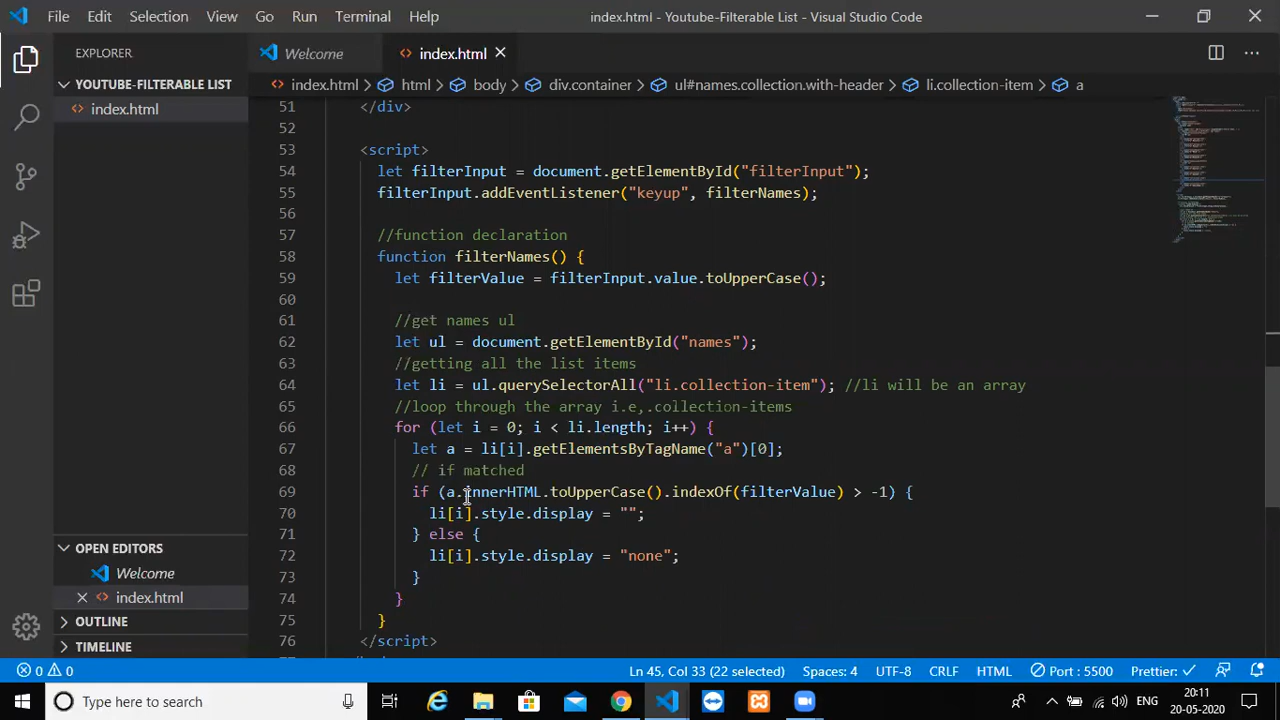 File Edit Selection View Go Run Terminal Help index.html - Youtube-Filterable List - Visual Studio Code
EXPLORER Welcome index.html
YOUTUBE-FILTERABLE LIST index.html > html > body > div.container > ul#names.collection.with-header > li.collection-item > a
index.html
51 </div>
52
53 <script>
54 let filterInput = document.getElementById("filterInput");
55 filterInput.addEventListener("keyup", filterNames);
56
57 //function declaration
58 function filterNames() {
59 let filterValue = filterInput.value.toUpperCase();
60
61 //get names ul
62 let ul = document.getElementById("names");
63 //getting all the list items
64 let li = ul.querySelectorAll("li.collection-item"); //li will be an array
65 //loop through the array i.e,.collection-items
66 for (let i = 0; i < li.length; i++) {
67 let a = li[i].getElementsByTagName("a")[0];
68 // if matched
69 if (a.innerHTML.toUpperCase().indexOf(filterValue) > -1) {
70 li[i].style.display = "";
71 } else {
72 li[i].style.display = "none";
73 }
74 }
75 }
76 </script>
OPEN EDITORS
Welcome
index.html
OUTLINE
TIMELINE
0 0 Ln 45, Col 33 (22 selected) Spaces: 4 UTF-8 CRLF HTML Port : 5500 Prettier:
Type here to search ENG 20:11
20-05-2020